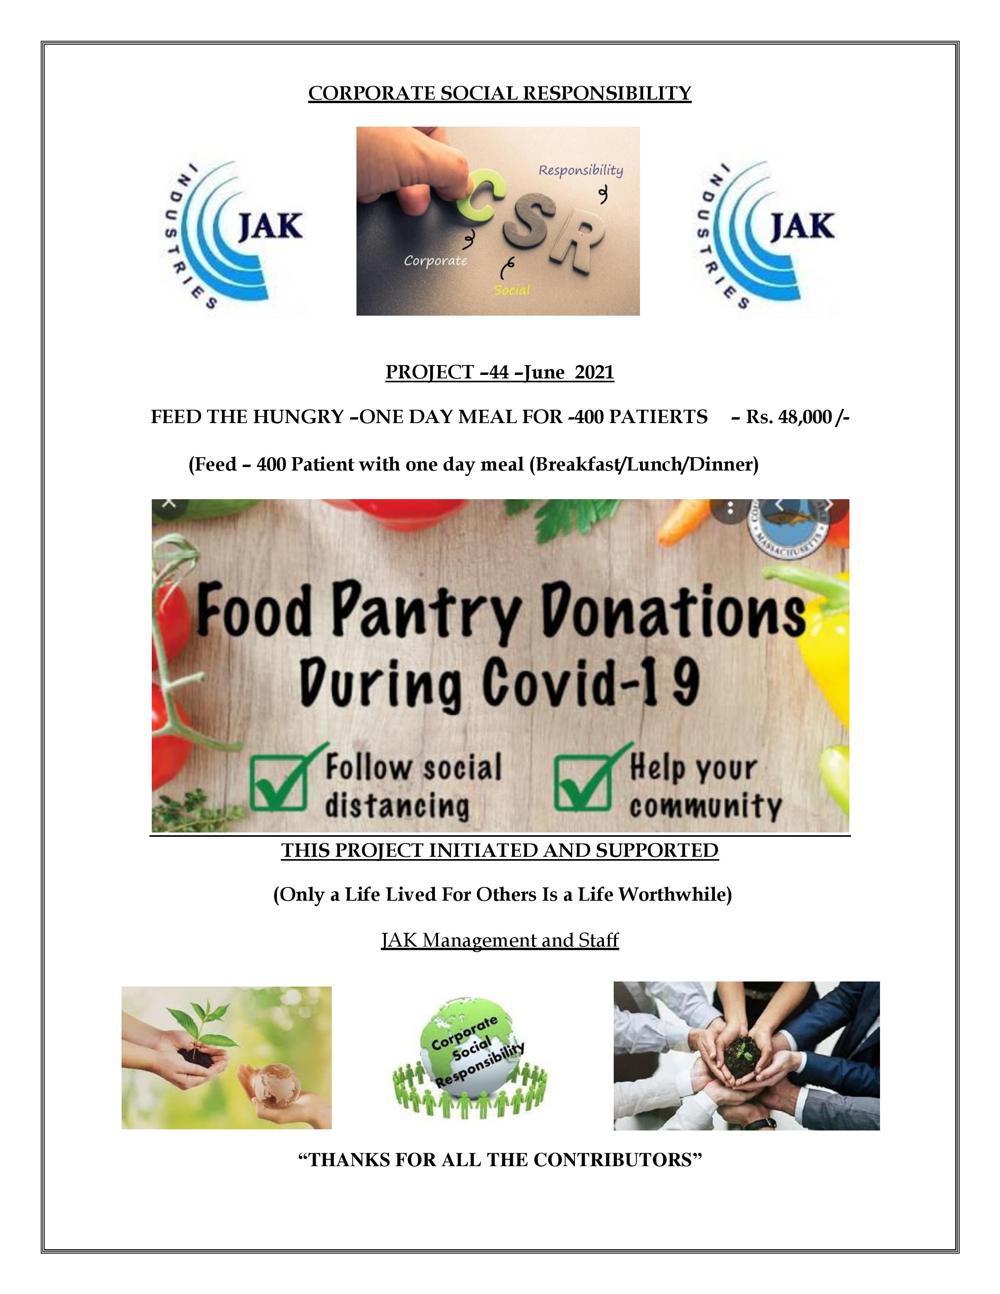 CORPORATE SOCIAL RESPONSIBILITY
INDUSTRIES
JAK
Responsibility
CSR
Corporate
Social
INDUSTRIES
JAK
PROJECT –44 –June 2021
FEED THE HUNGRY –ONE DAY MEAL FOR -400 PATIERTS – Rs. 48,000 /-
(Feed – 400 Patient with one day meal (Breakfast/Lunch/Dinner)
MASSACHUSETTS
Food Pantry Donations
During Covid-19
Follow social
distancing
Help your
community
THIS PROJECT INITIATED AND SUPPORTED
(Only a Life Lived For Others Is a Life Worthwhile)
JAK Management and Staff
Corporate
Social
Responsibility
“THANKS FOR ALL THE CONTRIBUTORS”